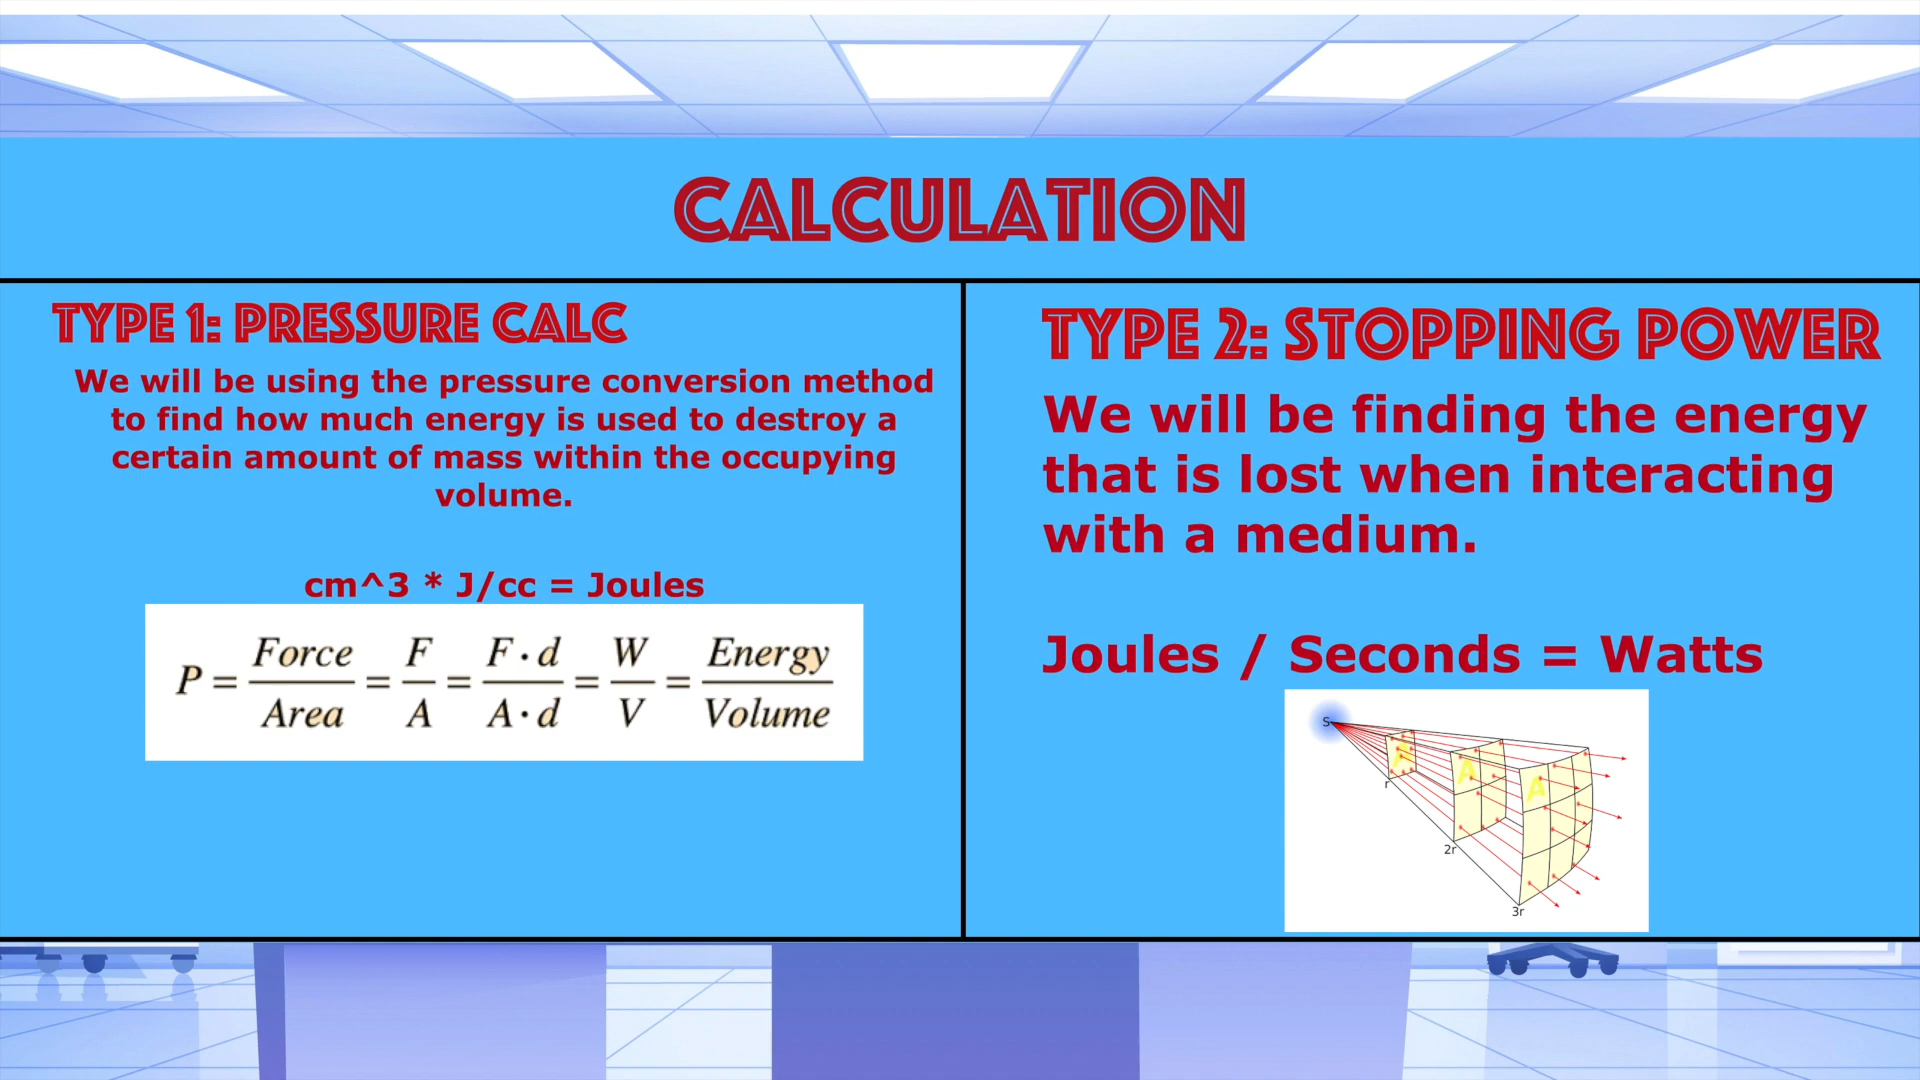 CALCULATION
TYPE 1: PRESSURE CALC
We will be using the pressure conversion method
to find how much energy is used to destroy a
certain amount of mass within the occupying
volume.
cm^3 * J/cc = Joules
P = Force/Area = F/A = F·d/A·d = W/V = Energy/Volume
TYPE 2: STOPPING POWER
We will be finding the energy
that is lost when interacting
with a medium.
Joules / Seconds = Watts
S
A
A
A
r
2r
3r